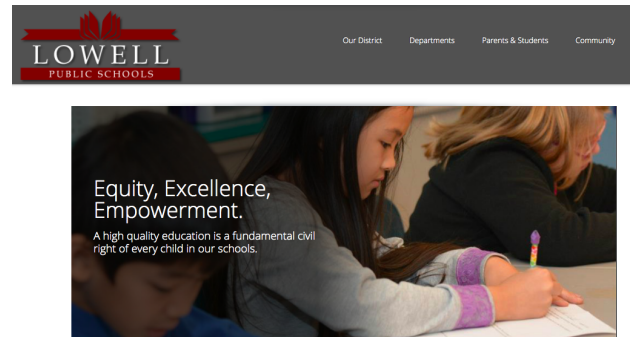 LOWELL
PUBLIC SCHOOLS
Our District
Departments
Parents & Students
Community
Equity, Excellence,
Empowerment.
A high quality education is a fundamental civil
right of every child in our schools.